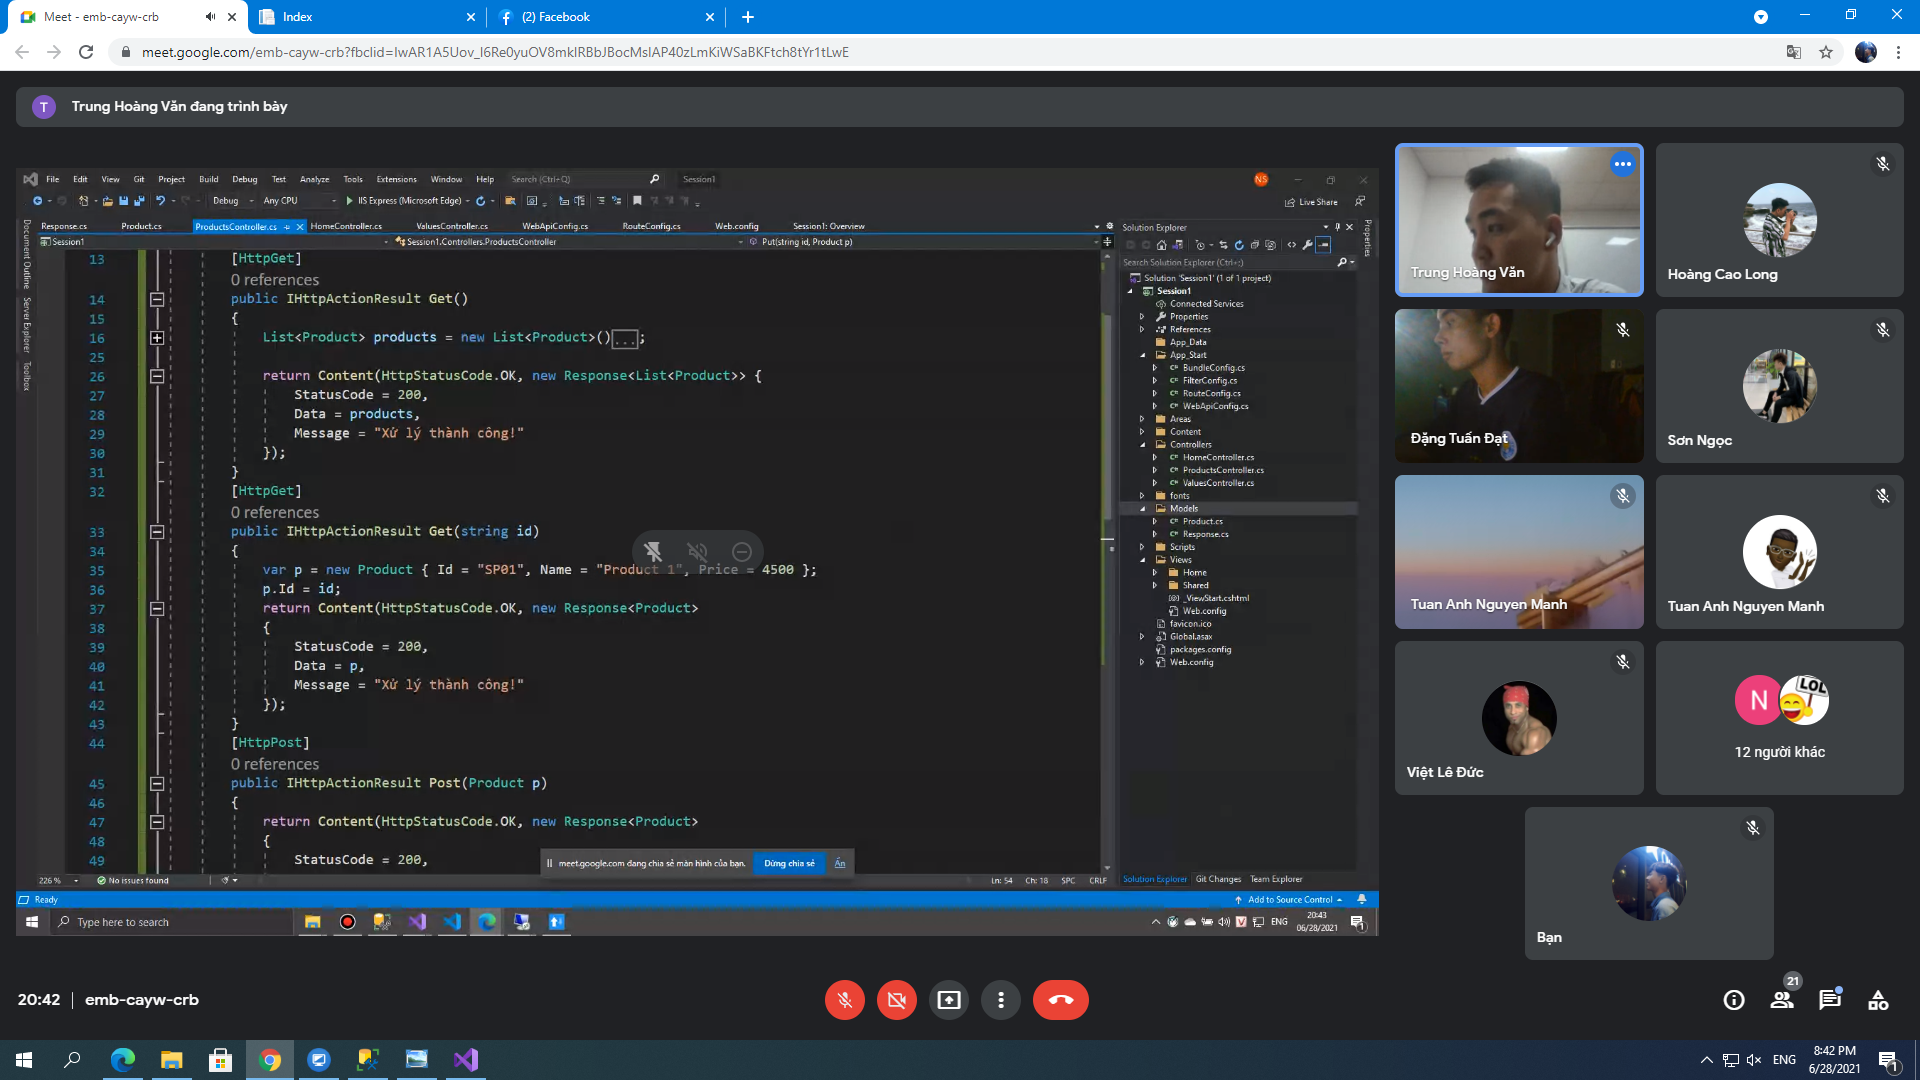 Meet - emb-cayw-crb
Index
(2) Facebook
meet.google.com/emb-cayw-crb?fbclid=IwAR1A5Uov_l6Re0yuOV8mklRBbJBocMslAP40zLmKiWSaBKFtch8tYr1tLwE
T
Trung Hoàng Văn đang trình bày
File Edit View Git Project Build Debug Test Analyze Tools Extensions Window Help Search (Ctrl+Q) Session1
NS
Debug Any CPU IIS Express (Microsoft Edge) Live Share
Response.cs Product.cs ProductsController.cs HomeController.cs ValuesController.cs WebApiConfig.cs RouteConfig.cs Web.config Session1: Overview
Session1 Session1.Controllers.ProductsController Put(string id, Product p)
Document Outline Server Explorer Toolbox
13 [HttpGet]
0 references
14 public IHttpActionResult Get()
15 {
16 List<Product> products = new List<Product>()...;
25
26 return Content(HttpStatusCode.OK, new Response<List<Product>> {
27 StatusCode = 200,
28 Data = products,
29 Message = "Xử lý thành công!"
30 });
31 }
32 [HttpGet]
0 references
33 public IHttpActionResult Get(string id)
34 {
35 var p = new Product { Id = "SP01", Name = "Product 1", Price = 4500 };
36 p.Id = id;
37 return Content(HttpStatusCode.OK, new Response<Product>
38 {
39 StatusCode = 200,
40 Data = p,
41 Message = "Xử lý thành công!"
42 });
43 }
44 [HttpPost]
0 references
45 public IHttpActionResult Post(Product p)
46 {
47 return Content(HttpStatusCode.OK, new Response<Product>
48 {
49 StatusCode = 200,
meet.google.com đang chia sẻ màn hình của bạn. Dừng chia sẻ Ẩn
226 % No issues found Ln: 54 Ch: 18 SPC CRLF
Ready
Add to Source Control
Solution Explorer
Properties
Search Solution Explorer (Ctrl+;)
Solution 'Session1' (1 of 1 project)
Session1
Connected Services
Properties
References
App_Data
App_Start
BundleConfig.cs
FilterConfig.cs
RouteConfig.cs
WebApiConfig.cs
Areas
Content
Controllers
HomeController.cs
ProductsController.cs
ValuesController.cs
fonts
Models
Product.cs
Response.cs
Scripts
Views
Home
Shared
_ViewStart.cshtml
Web.config
favicon.ico
Global.asax
packages.config
Web.config
Solution Explorer Git Changes Team Explorer
Type here to search
ENG
20:43
06/28/2021
1
Trung Hoàng Văn
Hoàng Cao Long
Đặng Tuấn Đạt
Sơn Ngọc
Tuan Anh Nguyen Manh
Tuan Anh Nguyen Manh
Việt Lê Đức
N
LOL
12 người khác
Bạn
20:42 | emb-cayw-crb
21
ENG
8:42 PM
6/28/2021
1